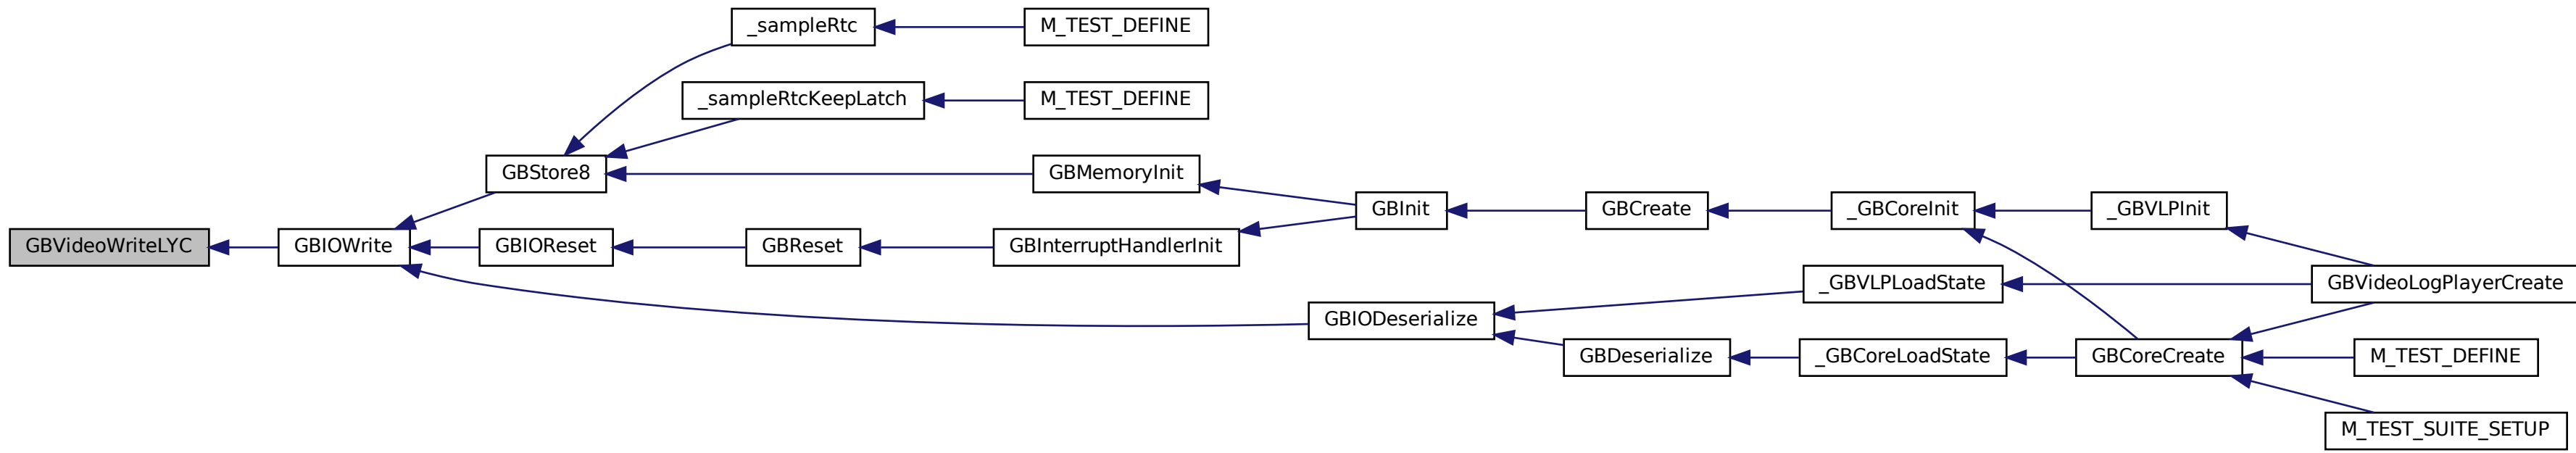 _sampleRtc
M_TEST_DEFINE
_sampleRtcKeepLatch
M_TEST_DEFINE
GBStore8
GBMemoryInit
GBInit
GBCreate
_GBCoreInit
_GBVLPInit
GBVideoWriteLYC
GBIOWrite
GBIOReset
GBReset
GBInterruptHandlerInit
_GBVLPLoadState
GBVideoLogPlayerCreate
GBIODeserialize
GBDeserialize
_GBCoreLoadState
GBCoreCreate
M_TEST_DEFINE
M_TEST_SUITE_SETUP